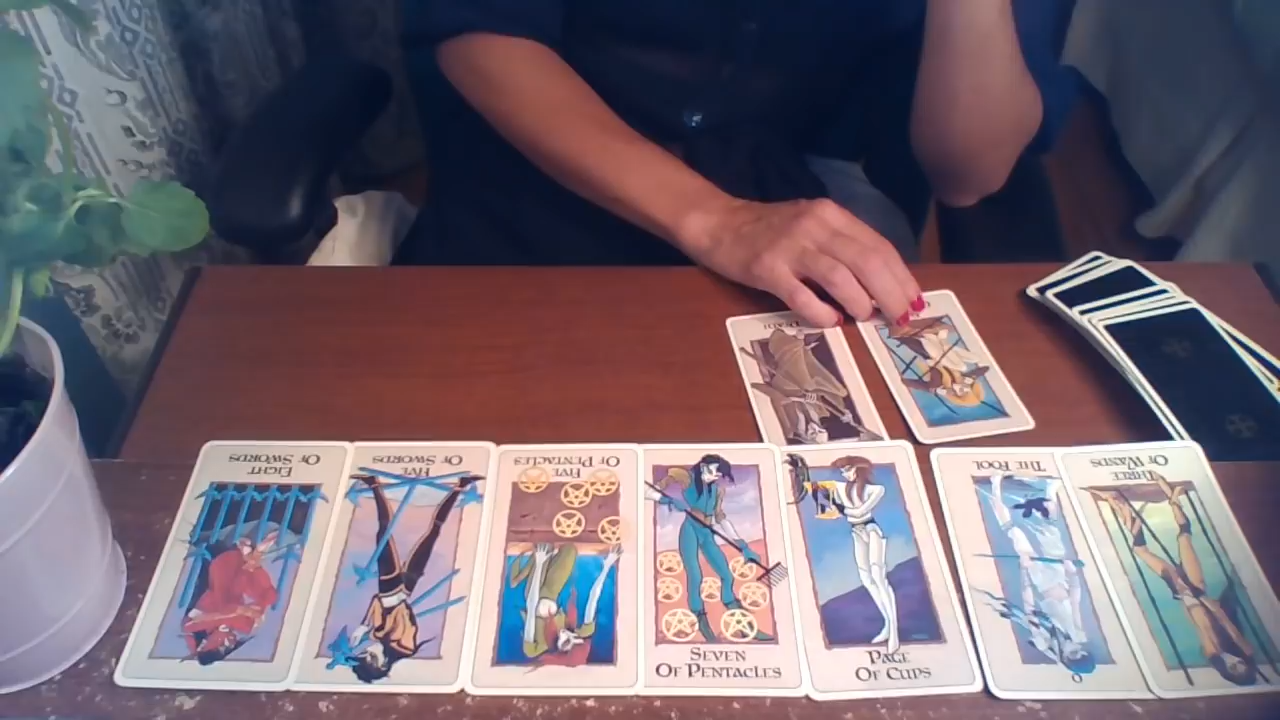 DEATH
EIGHT
OF SWORDS
FIVE
OF SWORDS
FIVE
OF PENTACLES
SEVEN
OF PENTACLES
PAGE
OF CUPS
THE FOOL
0
THREE
OF WANDS